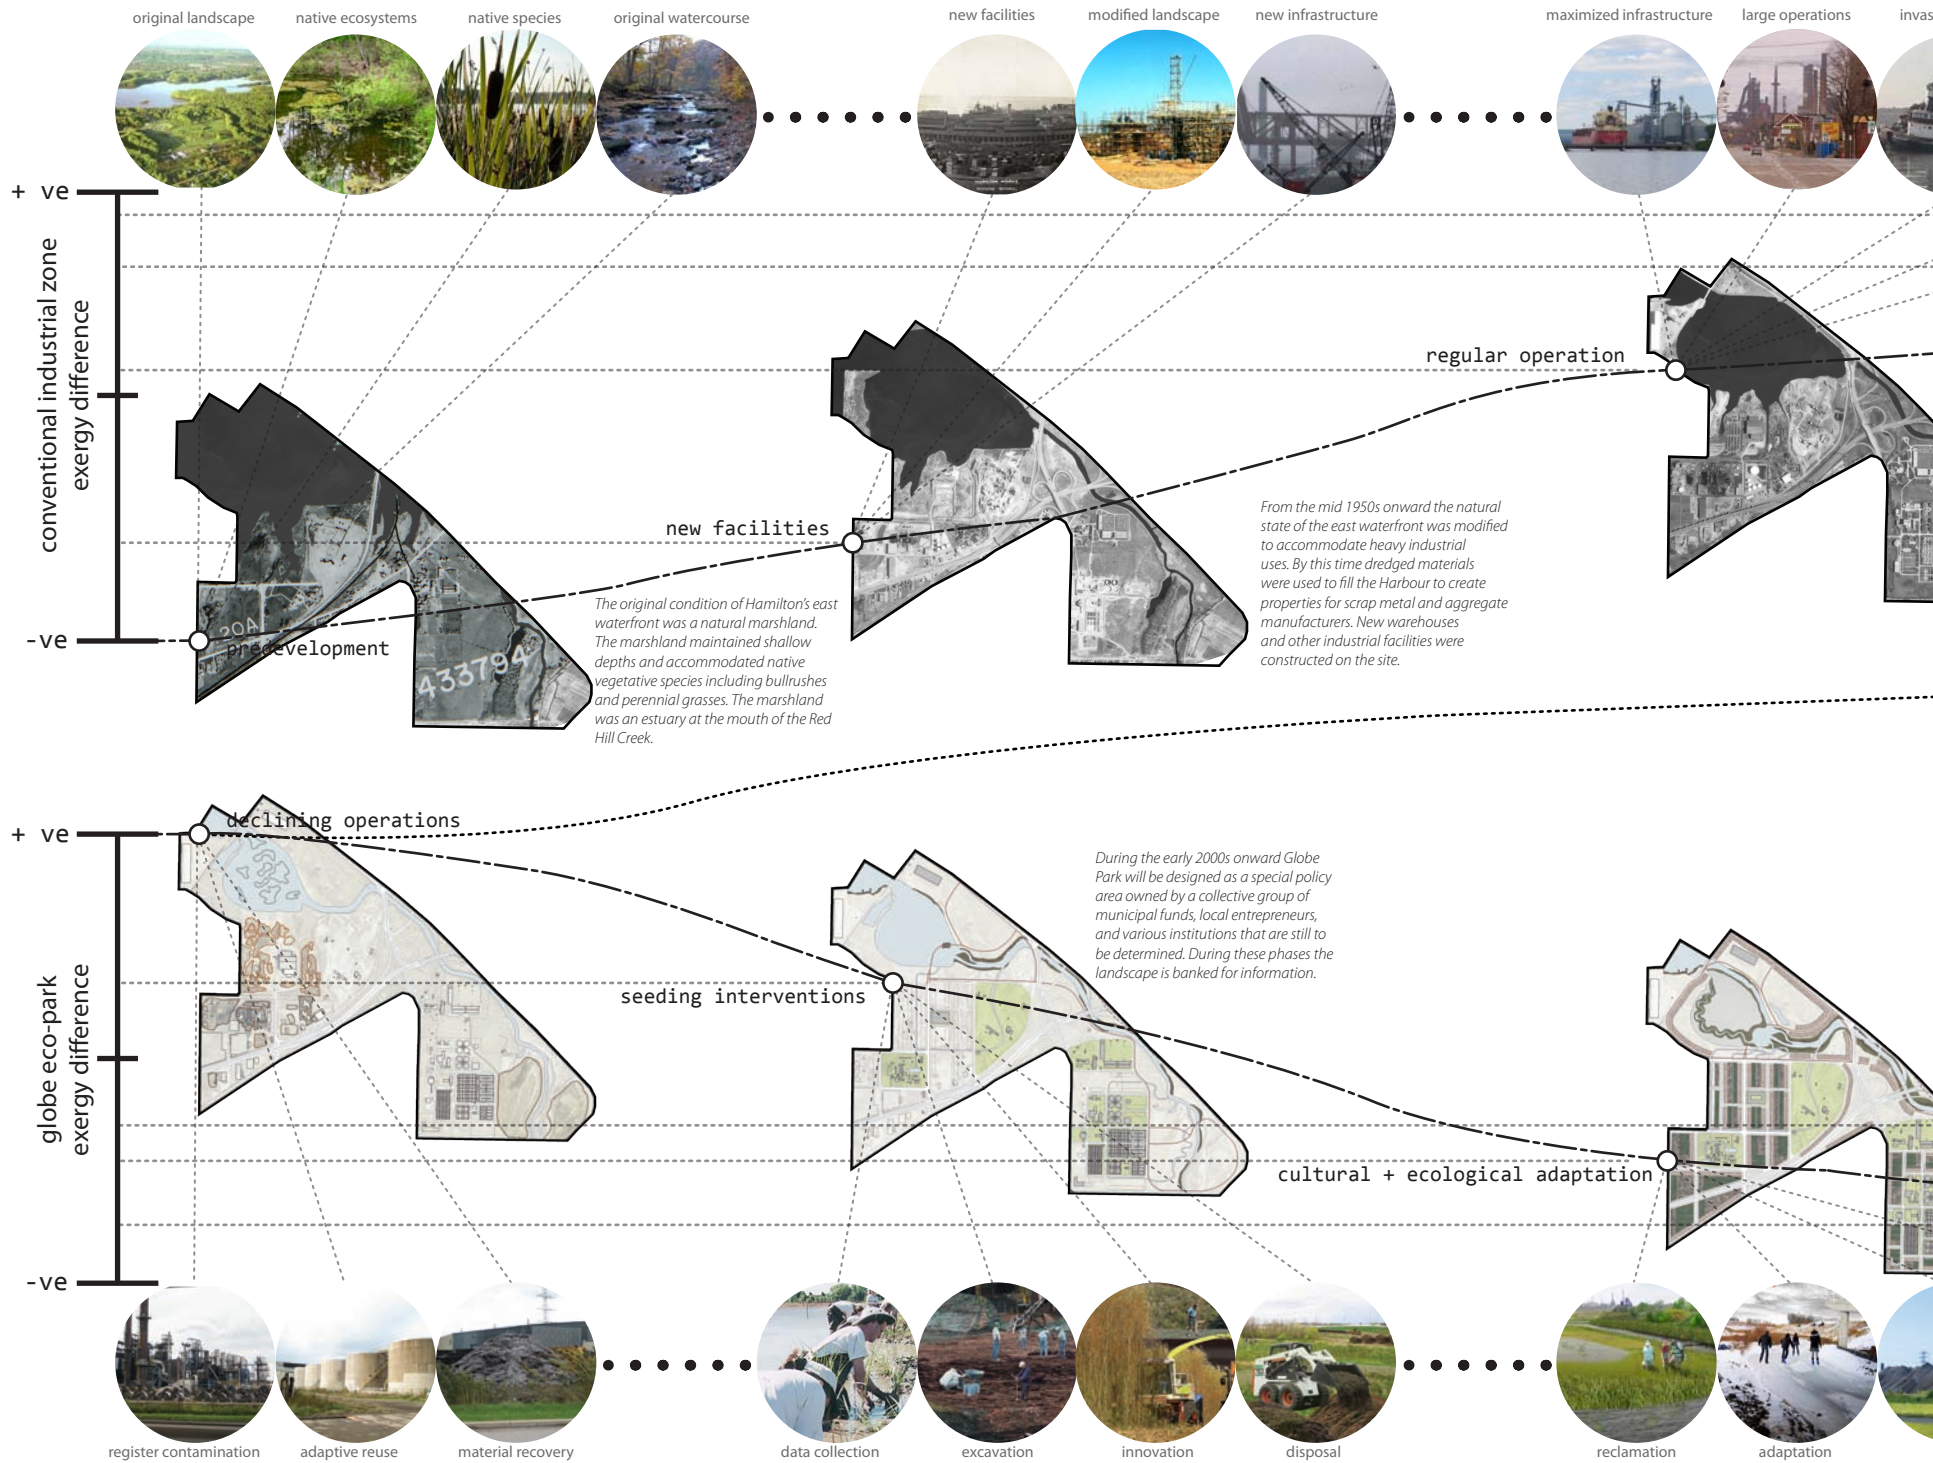 original landscape
native ecosystems
native species
original watercourse
new facilities
modified landscape
new infrastructure
maximized infrastructure
large operations
+ ve
conventional industrial zone
exergy difference
-ve
20A
predevelopment
433794
new facilities
regular operation
The original condition of Hamilton's east
waterfront was a natural marshland.
The marshland maintained shallow
depths and accommodated native
vegetative species including bullrushes
and perennial grasses. The marshland
was an estuary at the mouth of the Red
Hill Creek.
From the mid 1950s onward the natural
state of the east waterfront was modified
to accommodate heavy industrial
uses. By this time dredged materials
were used to fill the Harbour to create
properties for scrap metal and aggregate
manufacturers. New warehouses
and other industrial facilities were
constructed on the site.
+ ve
globe eco-park
exergy difference
-ve
declining operations
seeding interventions
cultural + ecological adaptation
During the early 2000s onward Globe
Park will be designed as a special policy
area owned by a collective group of
municipal funds, local entrepreneurs,
and various institutions that are still to
be determined. During these phases the
landscape is banked for information.
register contamination
adaptive reuse
material recovery
data collection
excavation
innovation
disposal
reclamation
adaptation